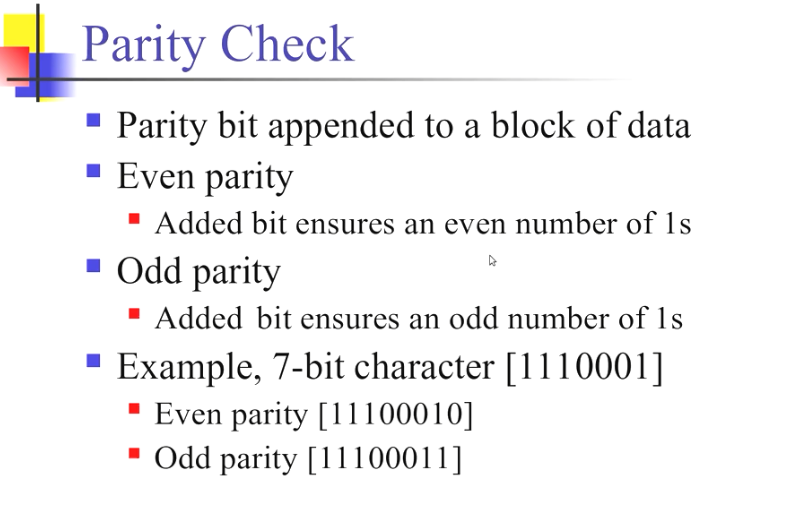 Parity Check
Parity bit appended to a block of data
Even parity
Added bit ensures an even number of 1s
Odd parity
Added bit ensures an odd number of 1s
Example, 7-bit character [1110001]
Even parity [11100010]
Odd parity [11100011]